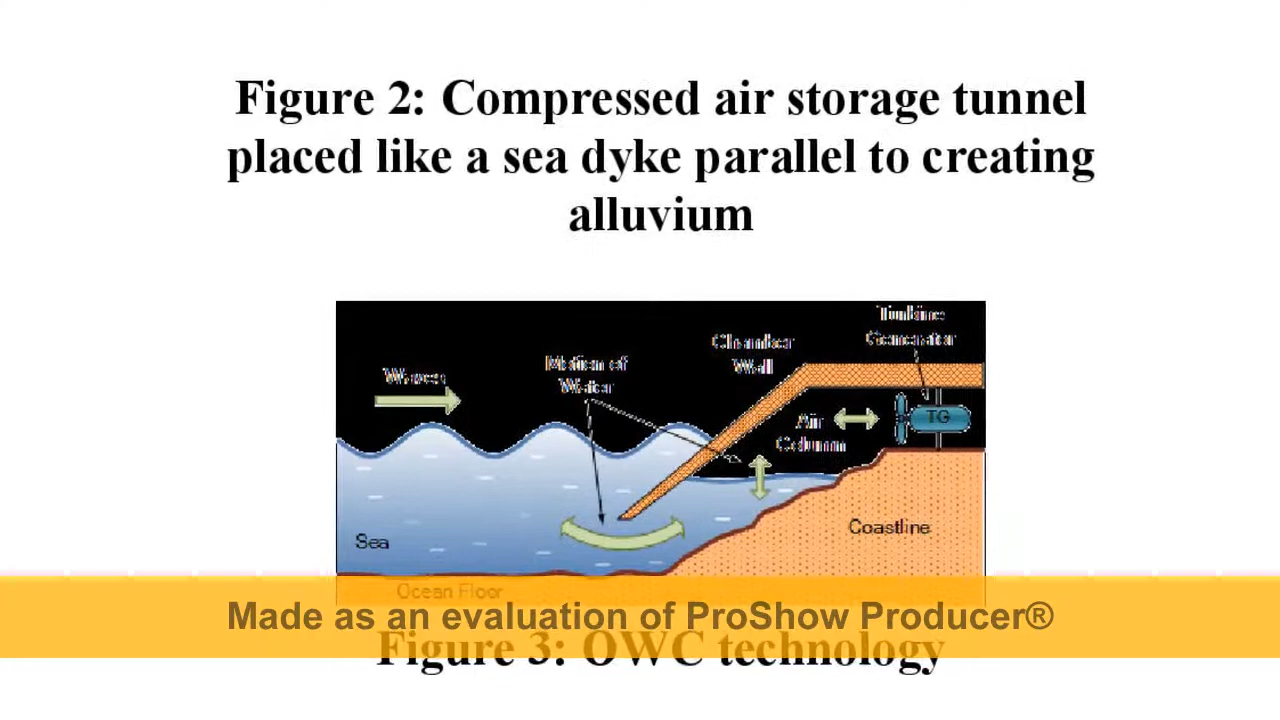 Figure 2: Compressed air storage tunnel
placed like a sea dyke parallel to creating
alluvium
Turbine
Generator
Chamber
Wall
Motion of
Water
Waves
Air
Column
TG
Coastline
Sea
Ocean Floor
Made as an evaluation of ProShow Producer®
Figure 3: OWC technology